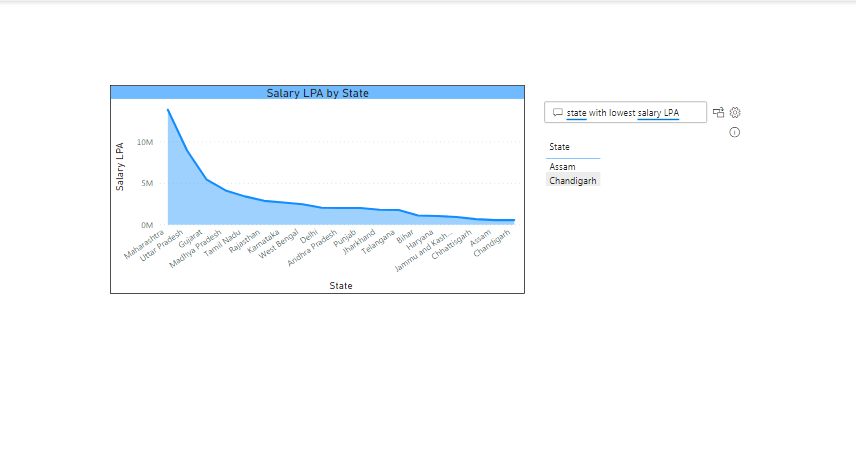 Salary LPA by State
Salary LPA
10M
5M
0M
Maharashtra
Uttar Pradesh
Gujarat
Madhya Pradesh
Tamil Nadu
Rajasthan
Karnataka
West Bengal
Delhi
Andhra Pradesh
Punjab
Jharkhand
Telangana
Bihar
Haryana
Jammu and Kash...
Chhattisgarh
Assam
Chandigarh
State
state with lowest salary LPA
State
Assam
Chandigarh